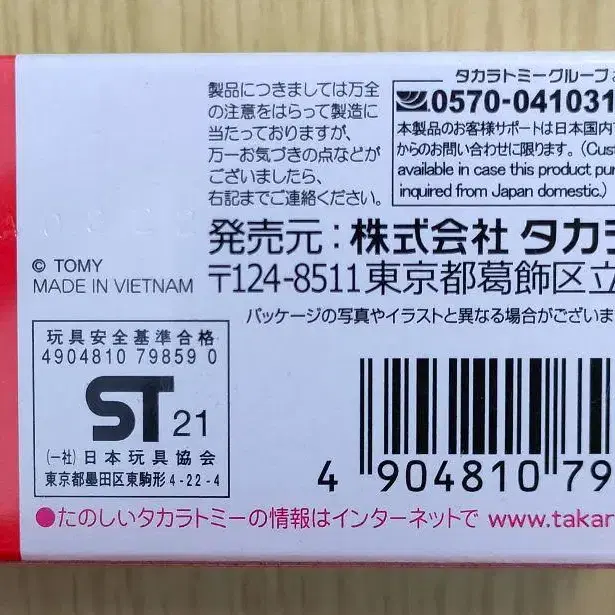 製品につきましては万全
の注意をはらって製造に
当たっておりますが、
万一お気づきの点などが
ございましたら、
右記までご連絡ください。
タカラトミーグループ
0570-041031
本製品のお客様サポートは日本国内
からのお問い合わせに限ります。(Cus
available in case this product pur
inquired from Japan domestic.)
発売元:株式会社 タカラ
〒124-8511東京都葛飾区立
© TOMY
MADE IN VIETNAM
パッケージの写真やイラストと異なる場合がございま
玩具安全基準合格
4904810 79859 0
ST 21
(一社)日本玩具協会
東京都墨田区東駒形4-22-4
4 904810 79
●たのしいタカラトミーの情報はインターネットで www.takar